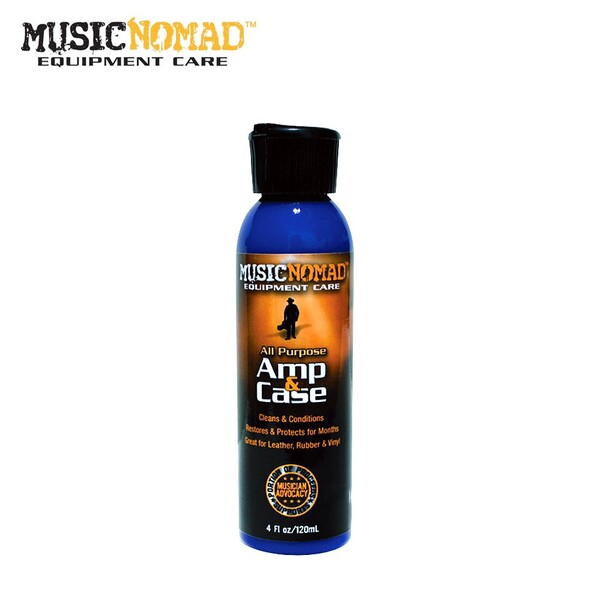 MUSICNOMAD™
EQUIPMENT CARE
MUSICNOMAD™
EQUIPMENT CARE
All Purpose
Amp
&
Case
Cleans & Conditions
Restores & Protects for Months
Great for Leather, Rubber & Vinyl
MUSICIAN
ADVOCACY
4 Fl oz/120mL